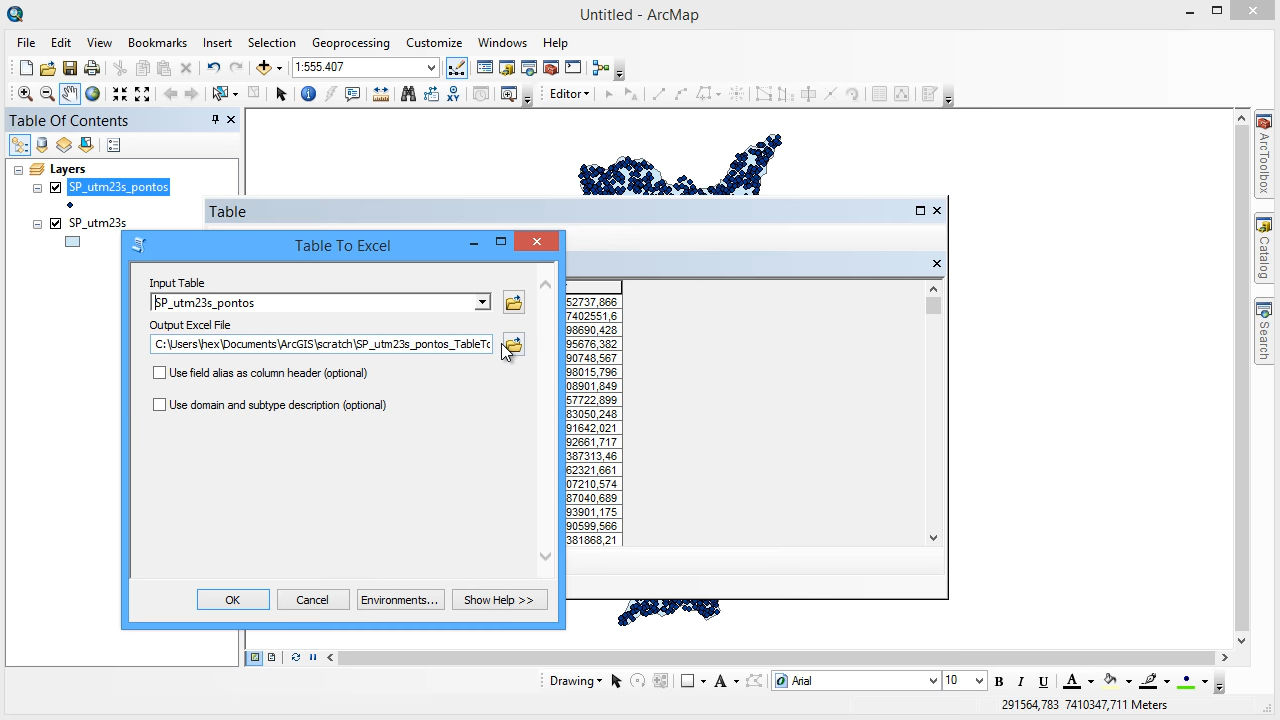 Untitled - ArcMap
File Edit View Bookmarks Insert Selection Geoprocessing Customize Windows Help
1:555.407
Editor
Table Of Contents
Layers
SP_utm23s_pontos
SP_utm23s
Table
Table To Excel
Input Table
SP_utm23s_pontos
Output Excel File
C:\Users\hex\Documents\ArcGIS\scratch\SP_utm23s_pontos_TableTo
Use field alias as column header (optional)
Use domain and subtype description (optional)
OK Cancel Environments... Show Help >>
52737,866
7402551,6
98690,428
95676,382
90748,567
98015,796
08901,849
57722,899
83050,248
91642,021
92661,717
387313,46
62321,661
07210,574
87040,689
93901,175
90599,566
381868,21
ArcToolbox
Catalog
Search
Drawing A Arial 10 B I U A
291564,783 7410347,711 Meters